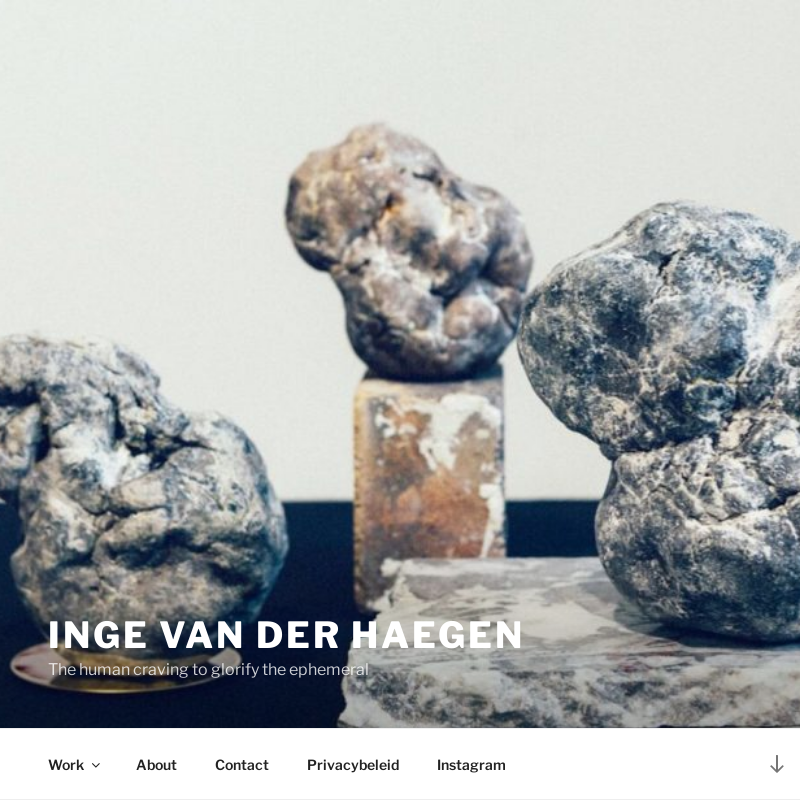 INGE VAN DER HAEGEN
The human craving to glorify the ephemeral
Work About Contact Privacybeleid Instagram